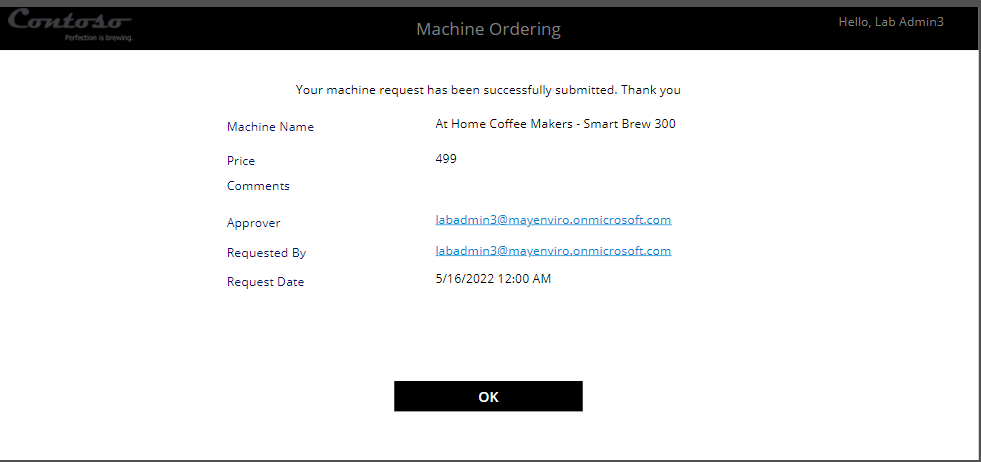 Contoso
Perfection is brewing.
Machine Ordering
Hello, Lab Admin3
Your machine request has been successfully submitted. Thank you
Machine Name At Home Coffee Makers - Smart Brew 300
Price 499
Comments
Approver labadmin3@mayenviro.onmicrosoft.com
Requested By labadmin3@mayenviro.onmicrosoft.com
Request Date 5/16/2022 12:00 AM
OK